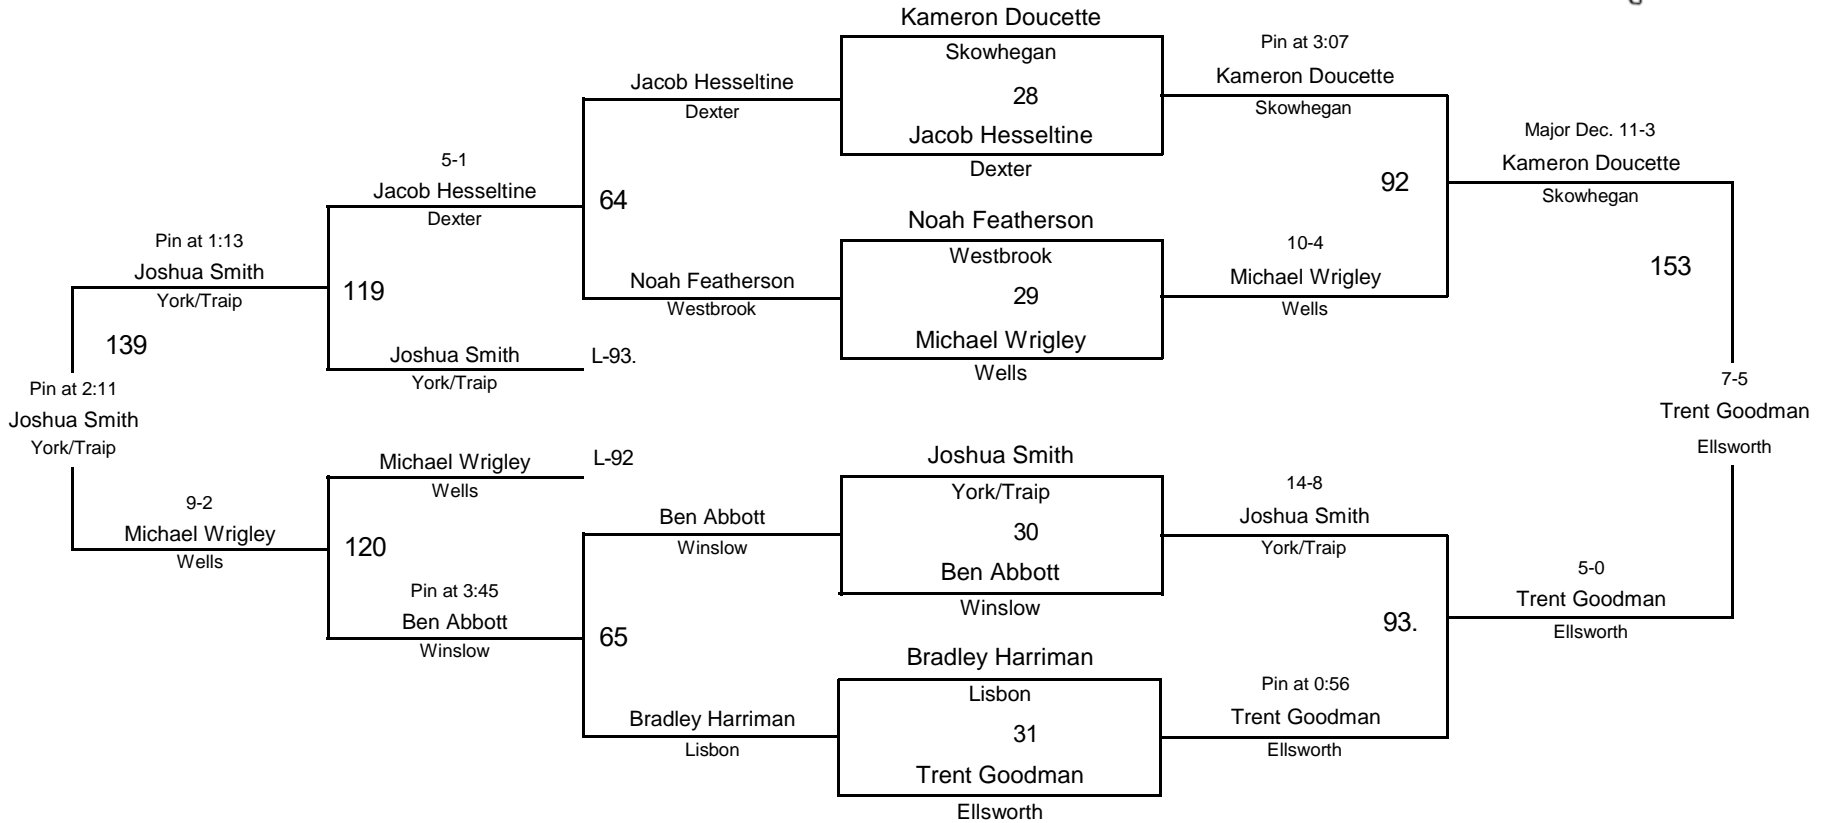 Kameron Doucette
Skowhegan
28
Jacob Hesseltine
Dexter
Noah Featherson
Westbrook
29
Michael Wrigley
Wells
Joshua Smith
York/Traip
30
Ben Abbott
Winslow
Bradley Harriman
Lisbon
31
Trent Goodman
Ellsworth
Pin at 3:07
Kameron Doucette
Skowhegan
92
10-4
Michael Wrigley
Wells
14-8
Joshua Smith
York/Traip
93.
Pin at 0:56
Trent Goodman
Ellsworth
Major Dec. 11-3
Kameron Doucette
Skowhegan
153
5-0
Trent Goodman
Ellsworth
7-5
Trent Goodman
Ellsworth
Jacob Hesseltine
Dexter
64
Noah Featherson
Westbrook
Ben Abbott
Winslow
65
Bradley Harriman
Lisbon
5-1
Jacob Hesseltine
Dexter
119
Joshua Smith
L-93.
York/Traip
Michael Wrigley
L-92
Wells
120
Pin at 3:45
Ben Abbott
Winslow
Pin at 1:13
Joshua Smith
York/Traip
139
9-2
Michael Wrigley
Wells
Pin at 2:11
Joshua Smith
York/Traip